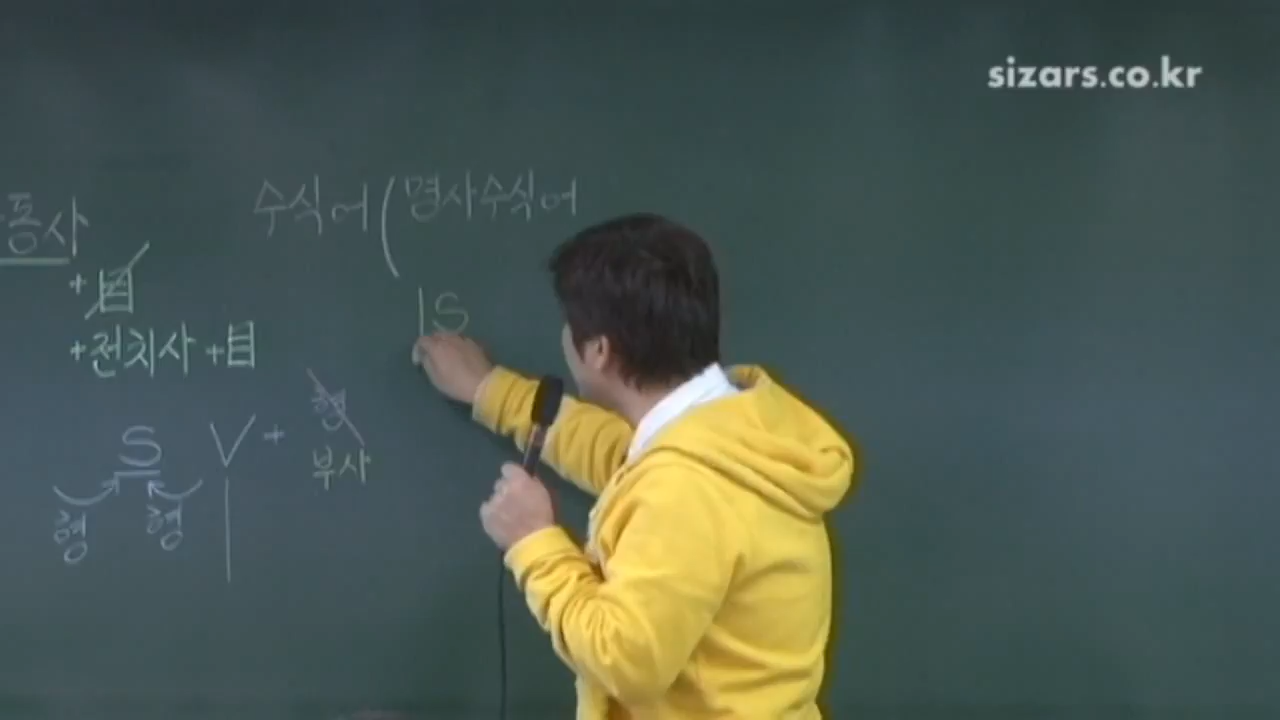 sizars.co.kr
동사
수식어 (명사수식어
+目
+전치사 +目
S
S V + 형
부사
형 형